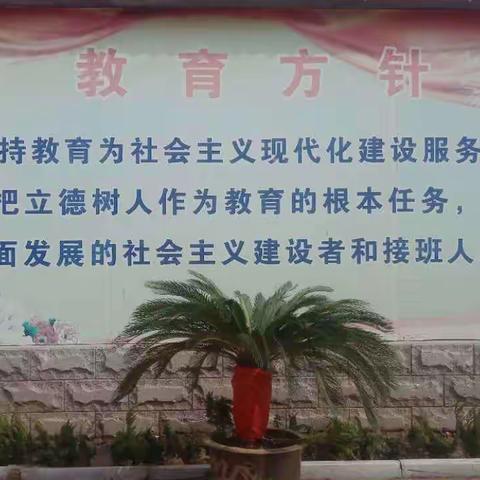 教育方针
持教育为社会主义现代化建设服务
把立德树人作为教育的根本任务，
面发展的社会主义建设者和接班人